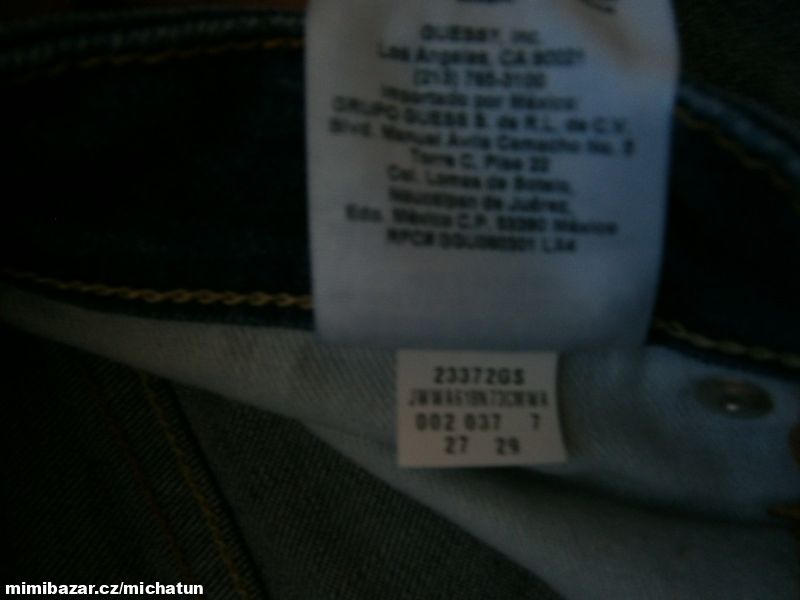 GUESS?, INC.
Los Angeles, CA 90021
(213) 765-3100
Importado por México:
GRUPO GUESS S. de R.L. de C.V.
Blvd. Manuel Avila Camacho No. 5
Torre C. Piso 22
Col. Lomas de Sotelo,
Naucalpan de Juárez,
Edo. México C.P. 53390 México
RFC#
23372GS
002 037 7
27 29
mimibazar.cz/michatun